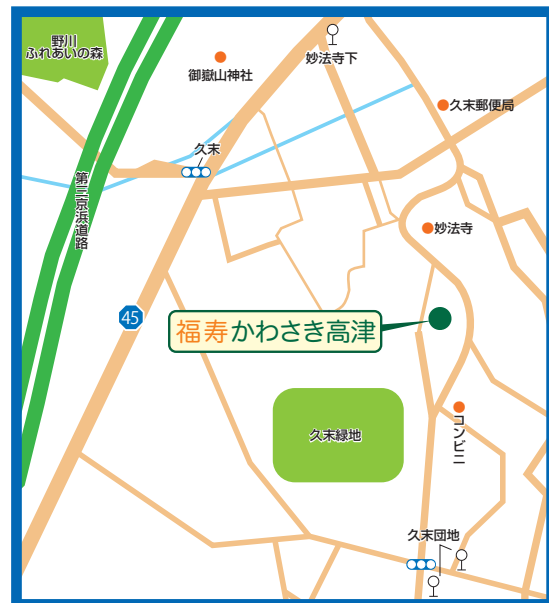 野川
ふれあいの森
御嶽山神社
妙法寺下
久末郵便局
久末
第三京浜道路
妙法寺
45
福寿かわさき高津
久末緑地
コンビニ
久末団地